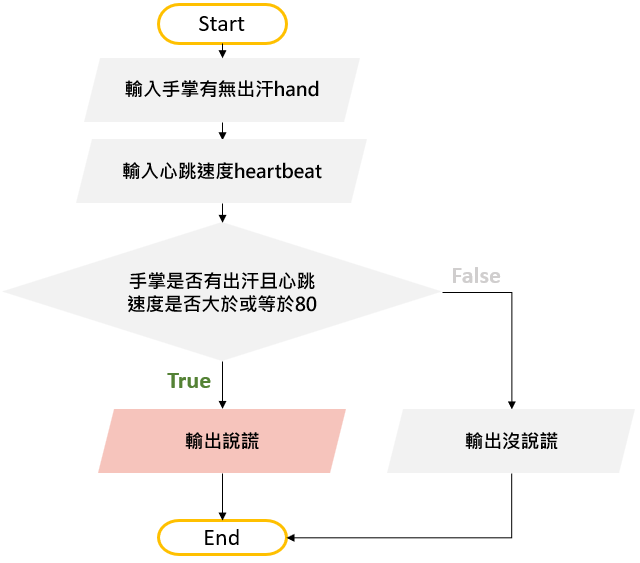 Start
輸入手掌有無出汗hand
輸入心跳速度heartbeat
手掌是否有出汗且心跳
速度是否大於或等於80
False
True
輸出說謊
輸出沒說謊
End